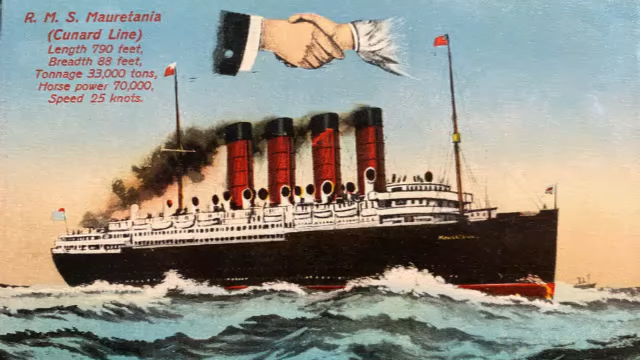 R. M. S. Mauretania
(Cunard Line)
Length 790 feet,
Breadth 88 feet,
Tonnage 33,000 tons,
Horse power 70,000,
Speed 25 knots.